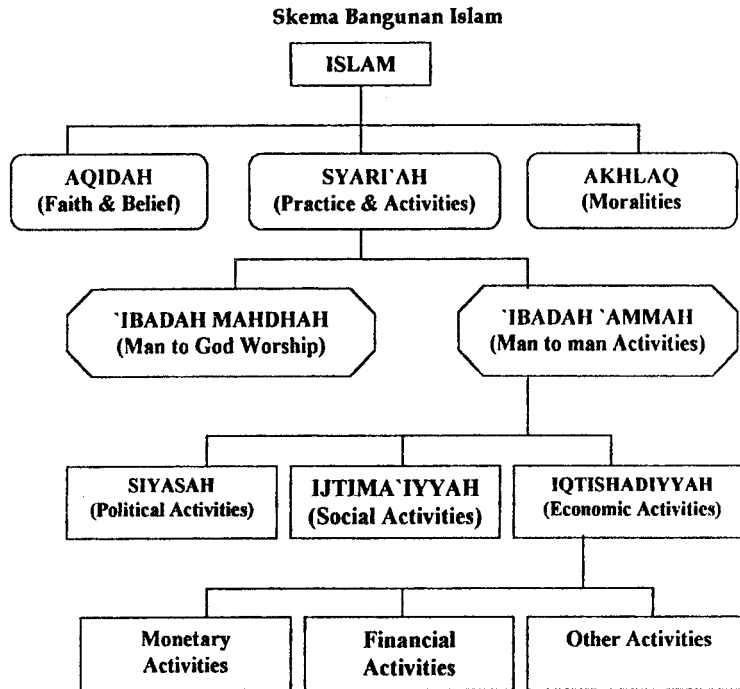 Skema Bangunan Islam
ISLAM
AQIDAH
(Faith & Belief)
SYARI`AH
(Practice & Activities)
AKHLAQ
(Moralities
`IBADAH MAHDHAH
(Man to God Worship)
`IBADAH `AMMAH
(Man to man Activities)
SIYASAH
(Political Activities)
IJTIMA`IYYAH
(Social Activities)
IQTISHADIYYAH
(Economic Activities)
Monetary
Activities
Financial
Activities
Other Activities